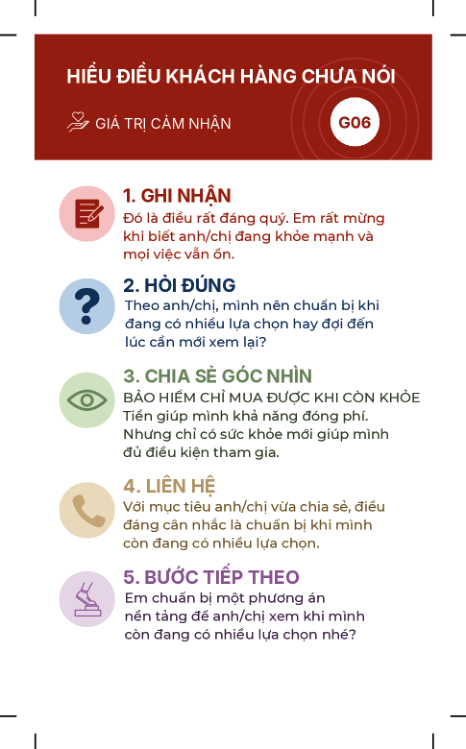 HIỂU ĐIỀU KHÁCH HÀNG CHƯA NÓI
GIÁ TRỊ CẢM NHẬN
G06
1. GHI NHẬN
Đó là điều rất đáng quý. Em rất mừng
khi biết anh/chị đang khỏe mạnh và
mọi việc vẫn ổn.
2. HỎI ĐÚNG
Theo anh/chị, mình nên chuẩn bị khi
đang có nhiều lựa chọn hay đợi đến
lúc cần mới xem lại?
3. CHIA SẺ GÓC NHÌN
BẢO HIỂM CHỈ MUA ĐƯỢC KHI CÒN KHỎE
Tiền giúp mình khả năng đóng phí.
Nhưng chỉ có sức khỏe mới giúp mình
đủ điều kiện tham gia.
4. LIÊN HỆ
Với mục tiêu anh/chị vừa chia sẻ, điều
đáng cân nhắc là chuẩn bị khi mình
còn đang có nhiều lựa chọn.
5. BƯỚC TIẾP THEO
Em chuẩn bị một phương án
nền tảng để anh/chị xem khi mình
còn đang có nhiều lựa chọn nhé?